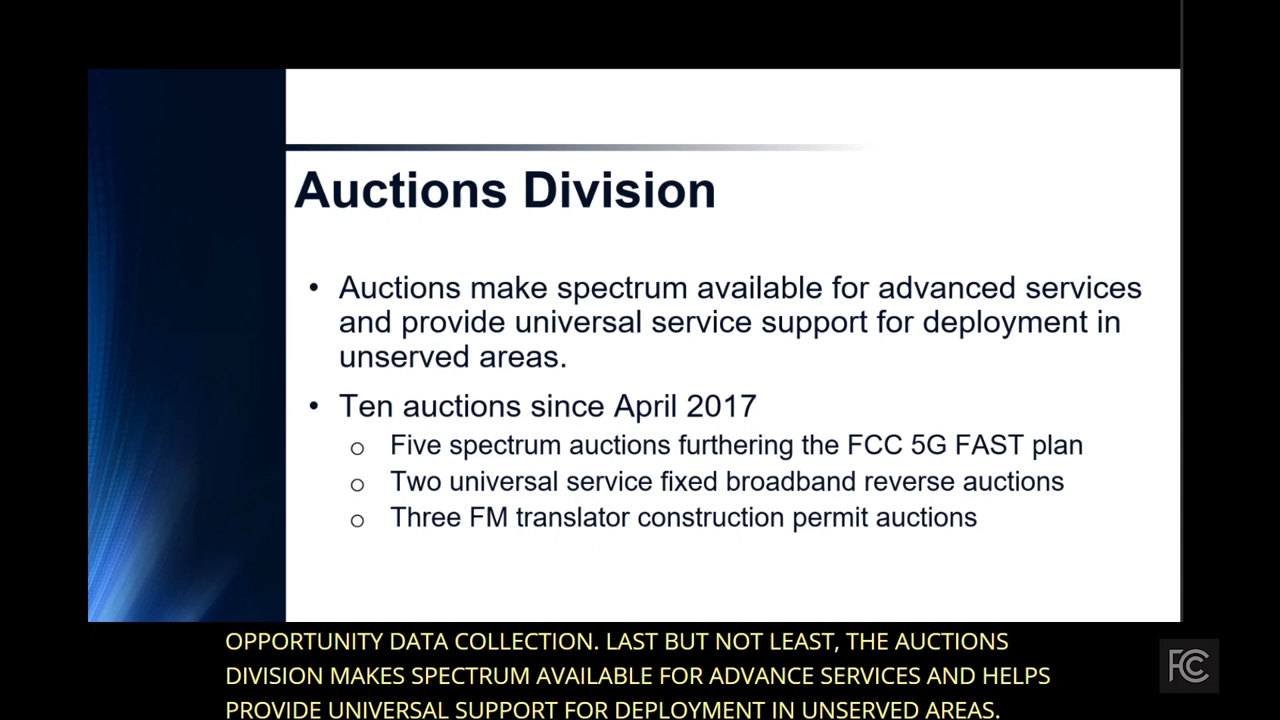 Auctions Division
• Auctions make spectrum available for advanced services
and provide universal service support for deployment in
unserved areas.
• Ten auctions since April 2017
o Five spectrum auctions furthering the FCC 5G FAST plan
o Two universal service fixed broadband reverse auctions
o Three FM translator construction permit auctions
OPPORTUNITY DATA COLLECTION. LAST BUT NOT LEAST, THE AUCTIONS
DIVISION MAKES SPECTRUM AVAILABLE FOR ADVANCE SERVICES AND HELPS
PROVIDE UNIVERSAL SUPPORT FOR DEPLOYMENT IN UNSERVED AREAS.
FCC